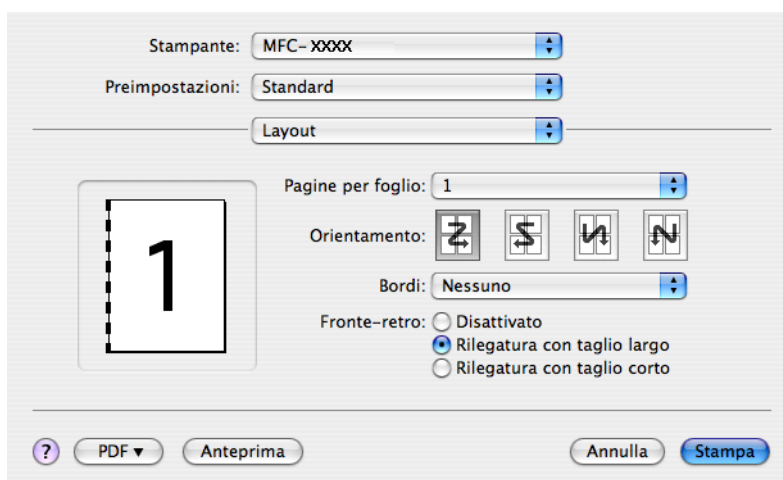 Stampante: MFC- XXXX
Preimpostazioni: Standard
Layout
Pagine per foglio: 1
1
Orientamento:
Bordi: Nessuno
Fronte-retro: Disattivato
Rilegatura con taglio largo
Rilegatura con taglio corto
? PDF ▼ Anteprima Annulla Stampa